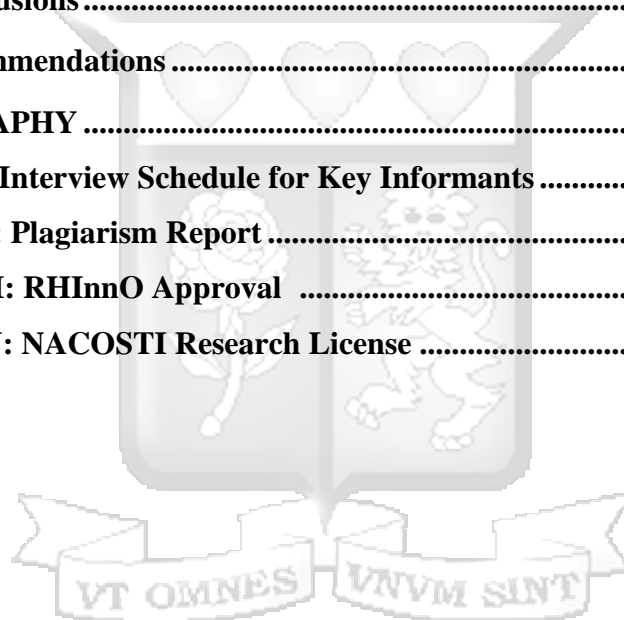 usions ................................................
mmendations ................................................
APHY ................................................
Interview Schedule for Key Informants ................
: Plagiarism Report ................................................
I: RHInnO Approval ................................................
: NACOSTI Research License ................................
VT OMNES VNVM SINT